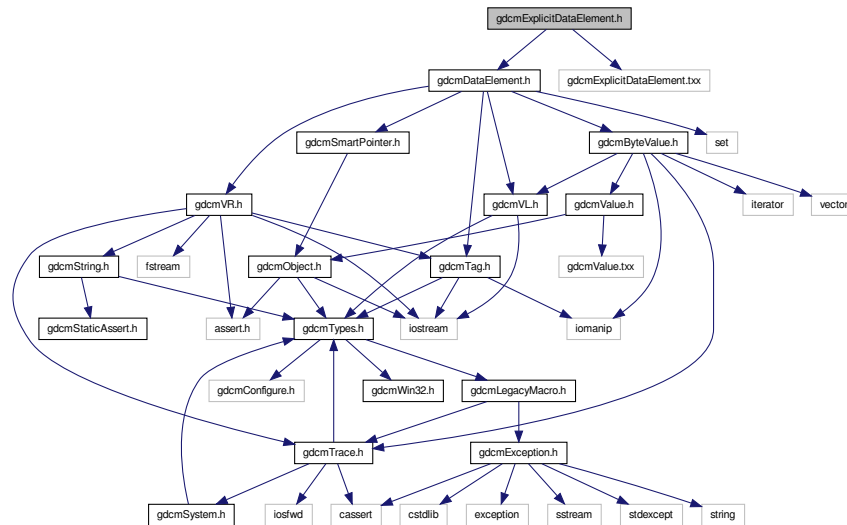 gdcmExplicitDataElement.h
gdcmDataElement.h
gdcmExplicitDataElement.txx
gdcmSmartPointer.h
gdcmByteValue.h
set
gdcmVR.h
gdcmVL.h
gdcmValue.h
iterator
vector
gdcmString.h
fstream
gdcmObject.h
gdcmTag.h
gdcmValue.txx
gdcmStaticAssert.h
assert.h
gdcmTypes.h
iostream
iomanip
gdcmConfigure.h
gdcmWin32.h
gdcmLegacyMacro.h
gdcmTrace.h
gdcmException.h
gdcmSystem.h
iosfwd
cassert
cstdlib
exception
sstream
stdexcept
string